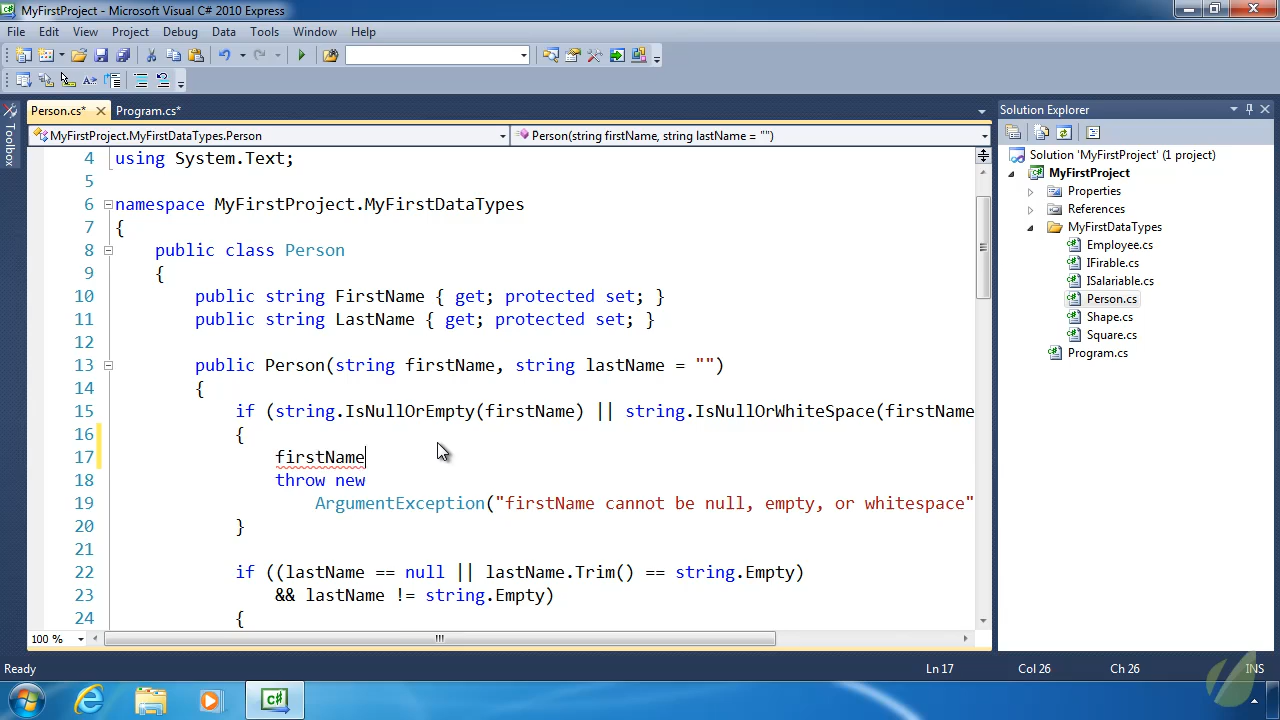 MyFirstProject - Microsoft Visual C# 2010 Express
File Edit View Project Debug Data Tools Window Help
Person.cs* Program.cs*
MyFirstProject.MyFirstDataTypes.Person
Person(string firstName, string lastName = "")
Toolbox
4 using System.Text;
5
6 namespace MyFirstProject.MyFirstDataTypes
7 {
8 public class Person
9 {
10 public string FirstName { get; protected set; }
11 public string LastName { get; protected set; }
12
13 public Person(string firstName, string lastName = "")
14 {
15 if (string.IsNullOrEmpty(firstName) || string.IsNullOrWhiteSpace(firstName
16 {
17 firstName
18 throw new
19 ArgumentException("firstName cannot be null, empty, or whitespace"
20 }
21
22 if ((lastName == null || lastName.Trim() == string.Empty)
23 && lastName != string.Empty)
24 {
100 %
Solution Explorer
Solution 'MyFirstProject' (1 project)
MyFirstProject
Properties
References
MyFirstDataTypes
Employee.cs
IFirable.cs
ISalariable.cs
Person.cs
Shape.cs
Square.cs
Program.cs
Ready Ln 17 Col 26 Ch 26 INS
C#